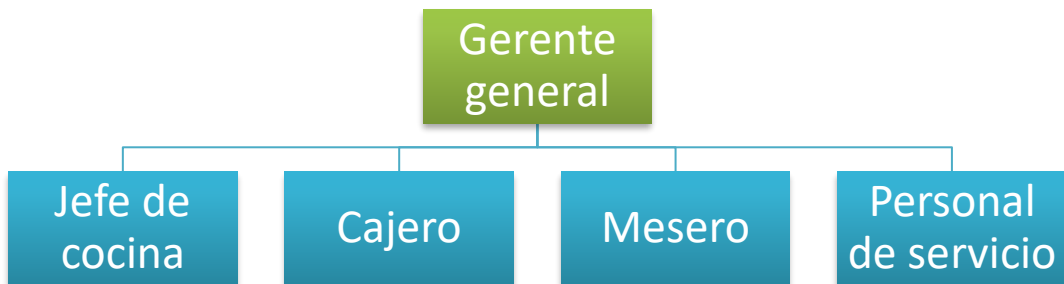 Gerente
general
Jefe de
cocina
Cajero
Mesero
Personal
de servicio